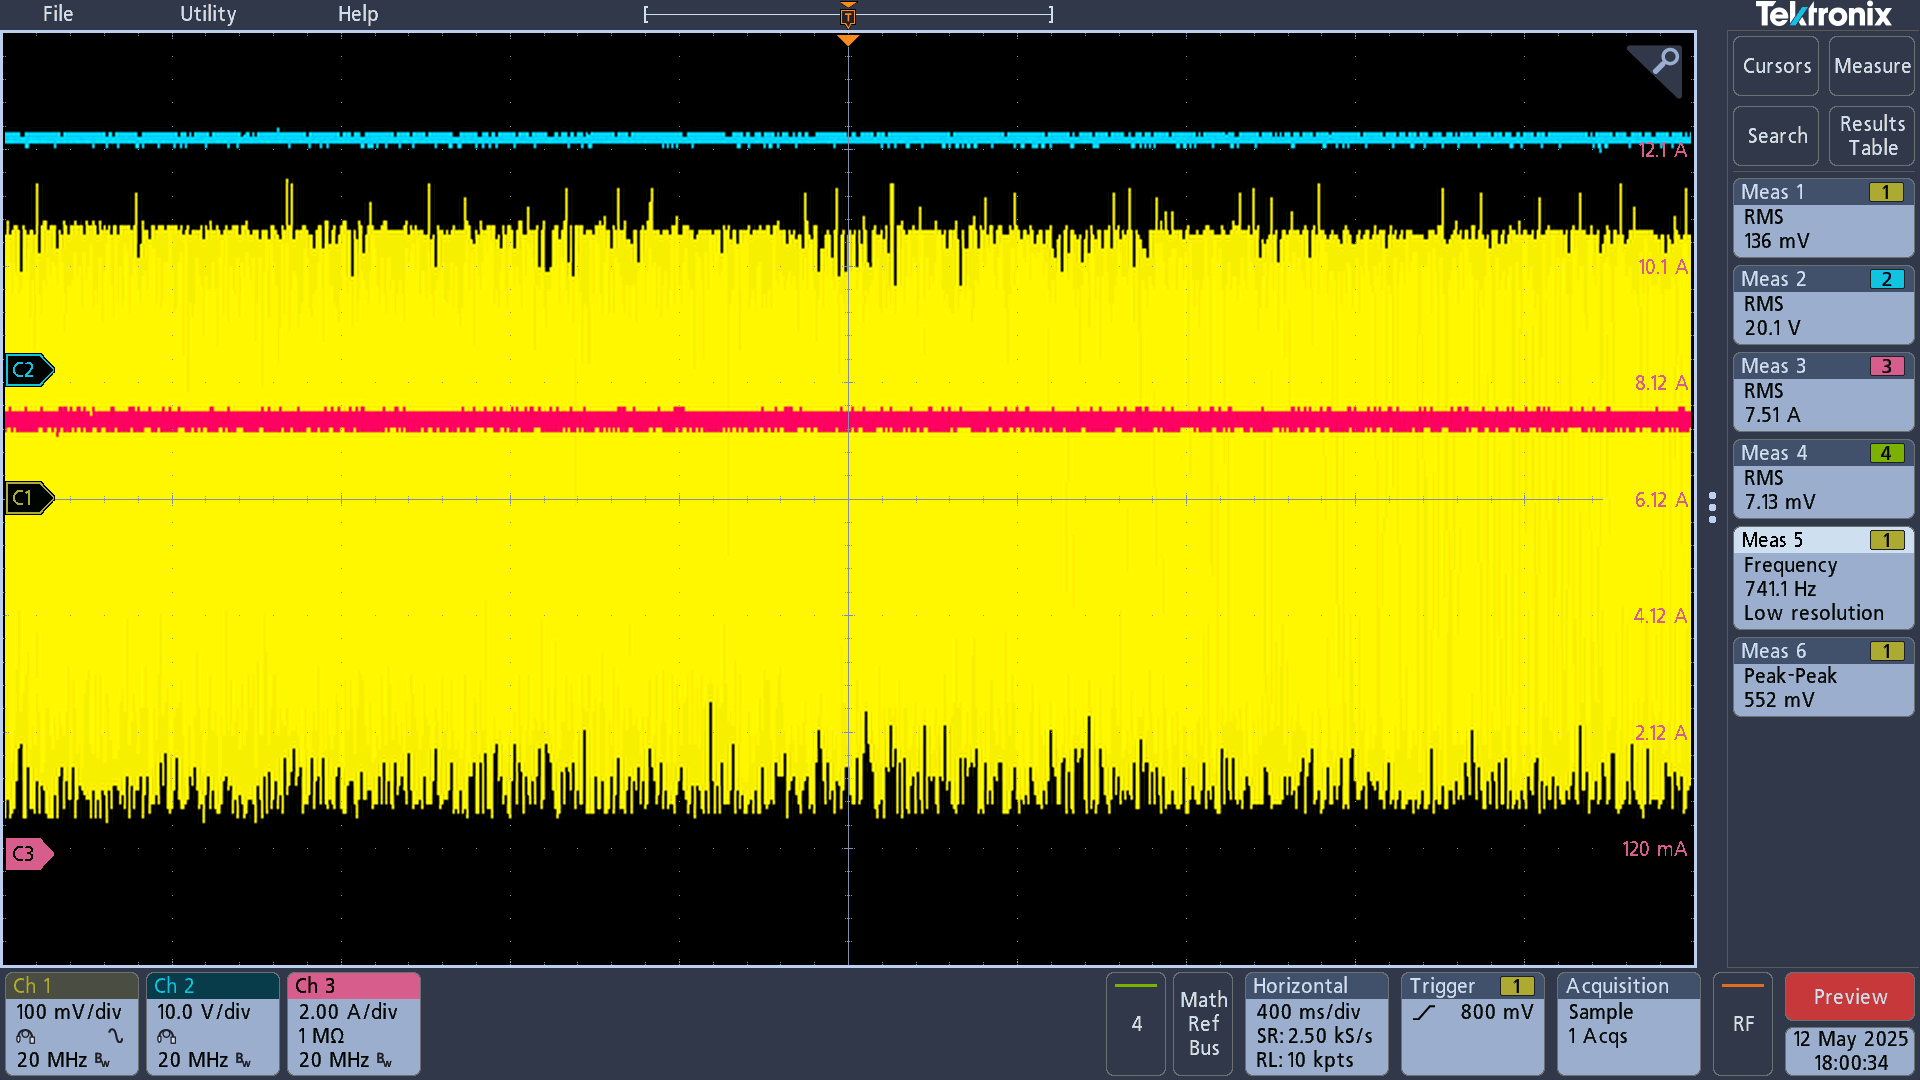 File Utility Help
T
Tektronix
Cursors Measure
Search Results Table
12.1 A
10.1 A
8.12 A
6.12 A
4.12 A
2.12 A
120 mA
C2
C1
C3
Meas 1 1
RMS
136 mV
Meas 2 2
RMS
20.1 V
Meas 3 3
RMS
7.51 A
Meas 4 4
RMS
7.13 mV
Meas 5 1
Frequency
741.1 Hz
Low resolution
Meas 6 1
Peak-Peak
552 mV
Ch 1
100 mV/div
20 MHz Bw
Ch 2
10.0 V/div
20 MHz Bw
Ch 3
2.00 A/div
1 MΩ
20 MHz Bw
4
Math
Ref
Bus
Horizontal
400 ms/div
SR: 2.50 kS/s
RL: 10 kpts
Trigger 1
800 mV
Acquisition
Sample
1 Acqs
RF
Preview
12 May 2025
18:00:34